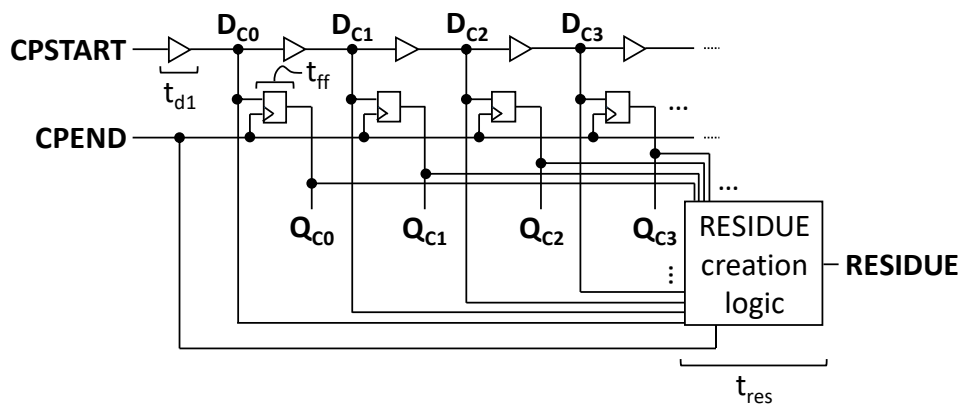 D_C0 D_C1 D_C2 D_C3
CPSTART
t_d1
t_ff
...
CPEND
...
Q_C0 Q_C1 Q_C2 Q_C3
RESIDUE
creation
logic
RESIDUE
t_res